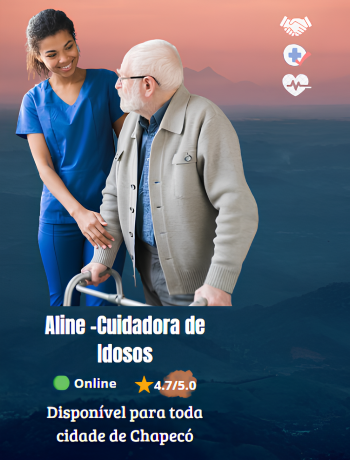 Aline -Cuidadora de
Idosos
Online
4.7/5.0
Disponível para toda
cidade de Chapecó